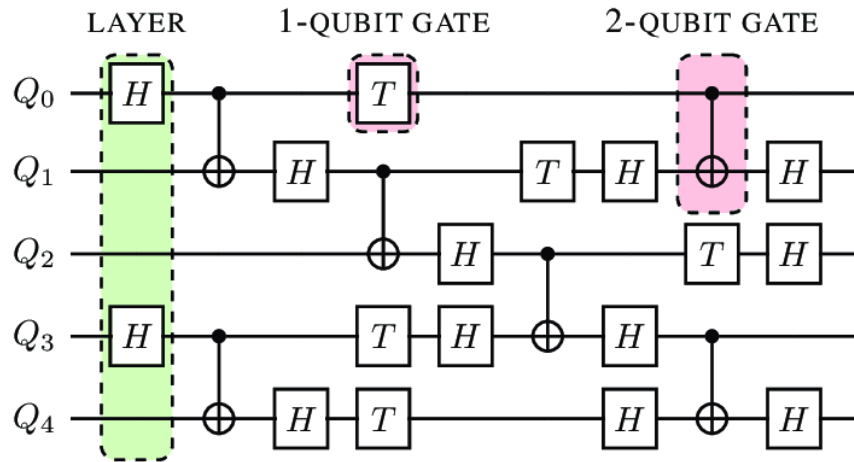 LAYER 1-QUBIT GATE 2-QUBIT GATE
Q0 H T
Q1 H T H H
Q2 H T H
Q3 H T H H
Q4 H T H H